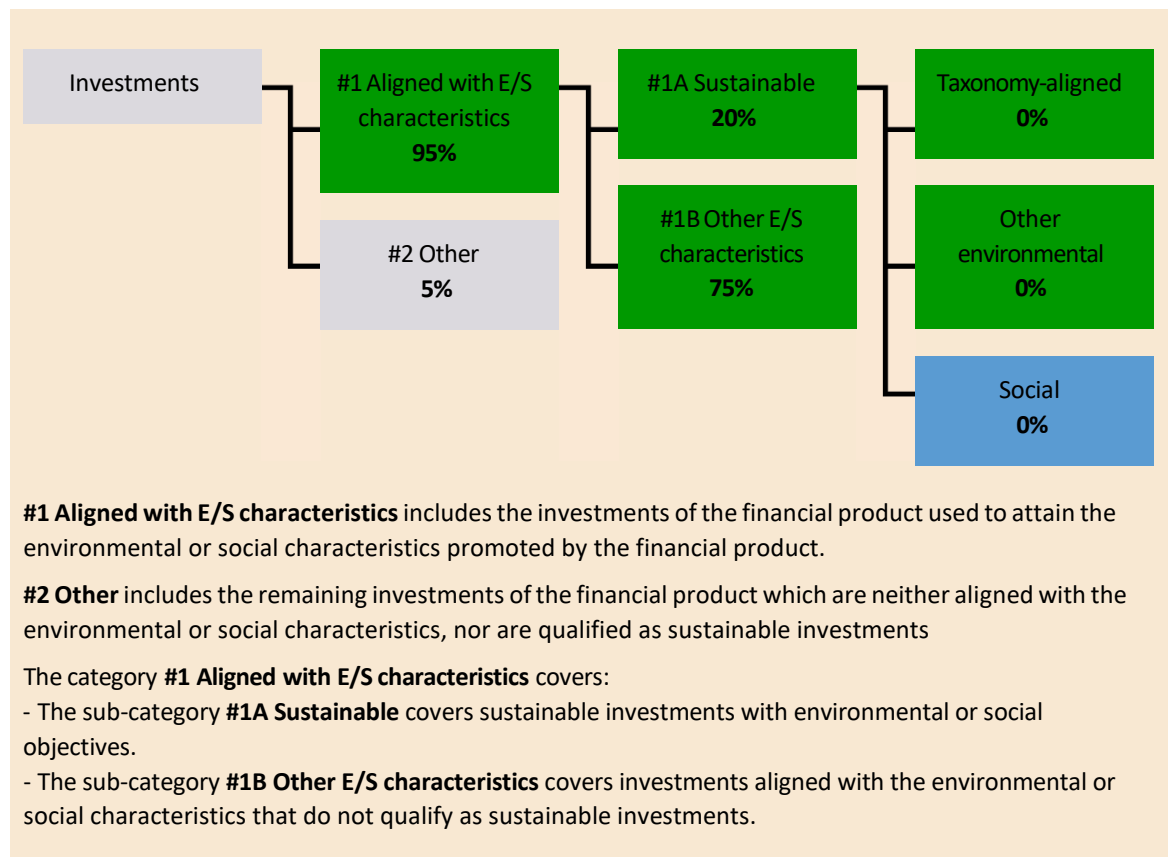 Investments
#1 Aligned with E/S
characteristics
95%
#2 Other
5%
#1A Sustainable
20%
#1B Other E/S
characteristics
75%
Taxonomy-aligned
0%
Other
environmental
0%
Social
0%
#1 Aligned with E/S characteristics includes the investments of the financial product used to attain the
environmental or social characteristics promoted by the financial product.
#2 Other includes the remaining investments of the financial product which are neither aligned with the
environmental or social characteristics, nor are qualified as sustainable investments
The category #1 Aligned with E/S characteristics covers:
- The sub-category #1A Sustainable covers sustainable investments with environmental or social
objectives.
- The sub-category #1B Other E/S characteristics covers investments aligned with the environmental or
social characteristics that do not qualify as sustainable investments.